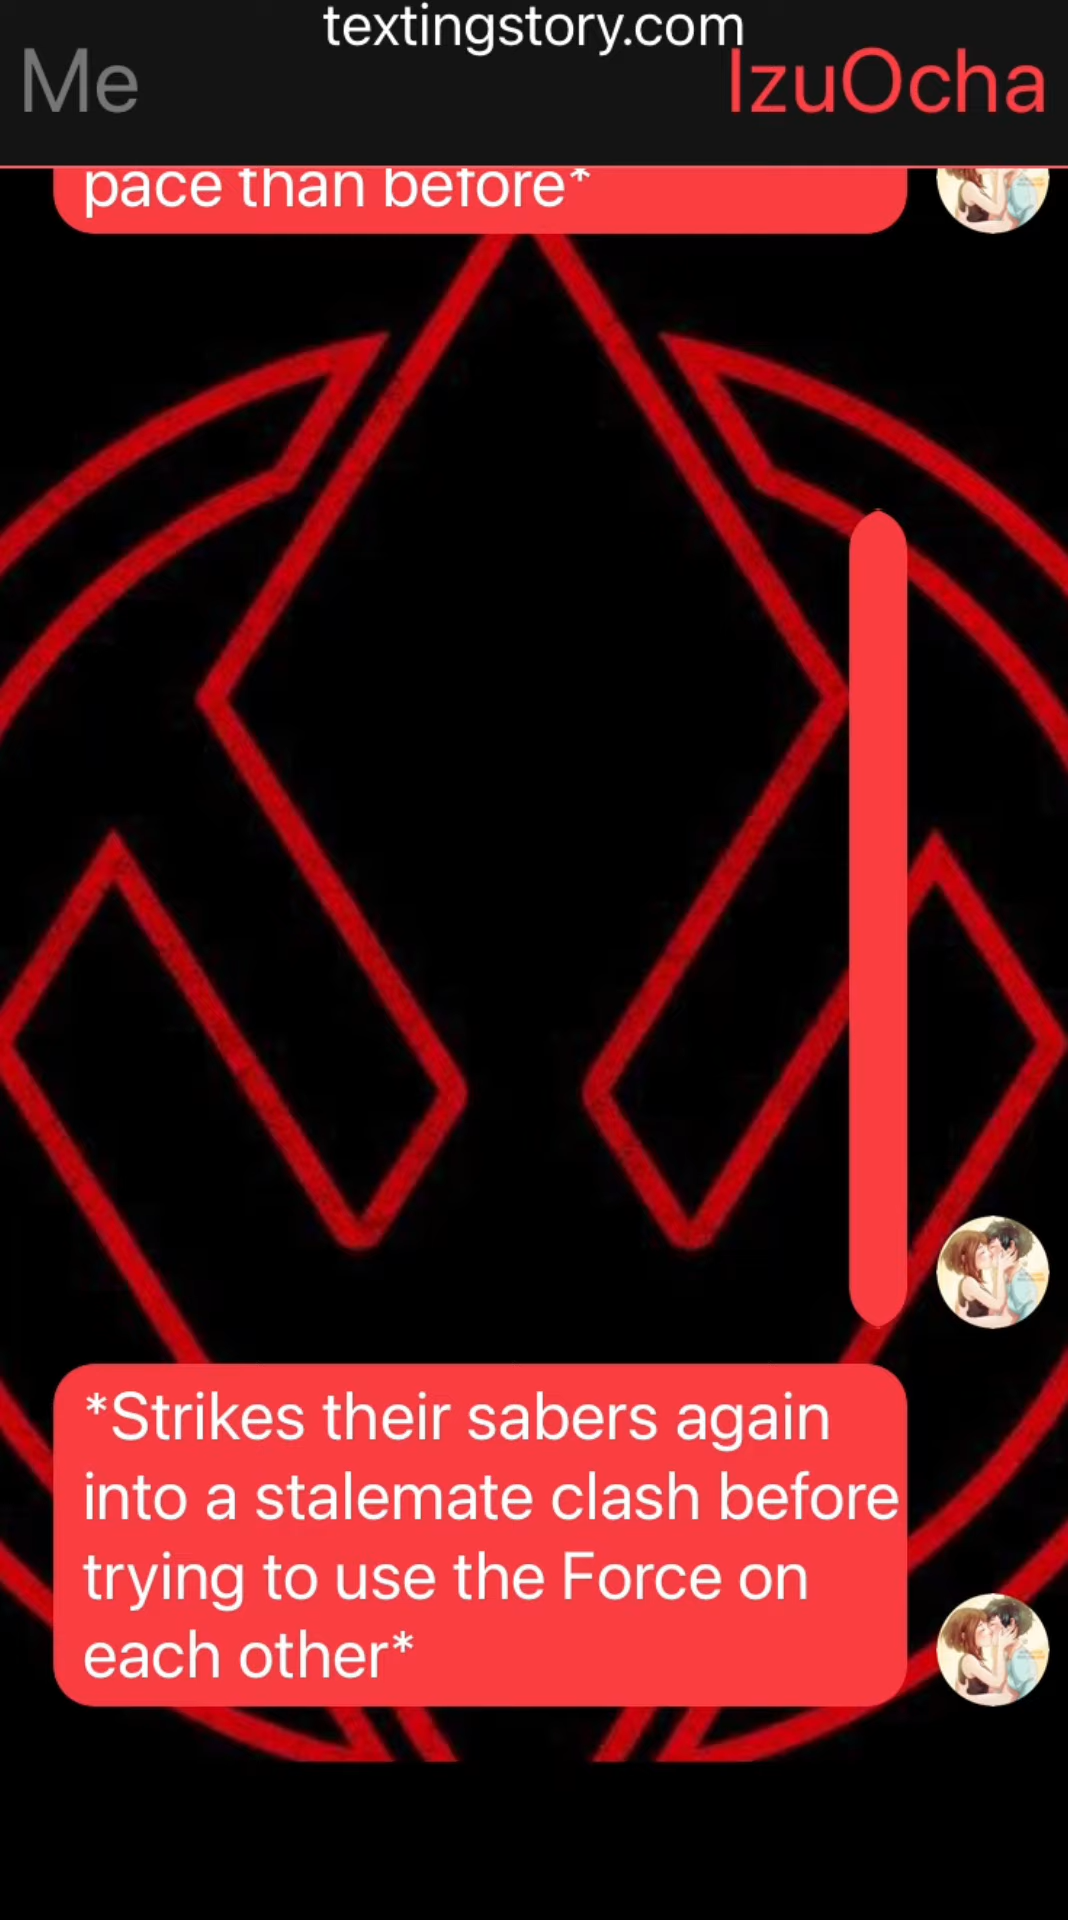 textingstory.com
Me
IzuOcha
pace than before*
*Strikes their sabers again
into a stalemate clash before
trying to use the Force on
each other*